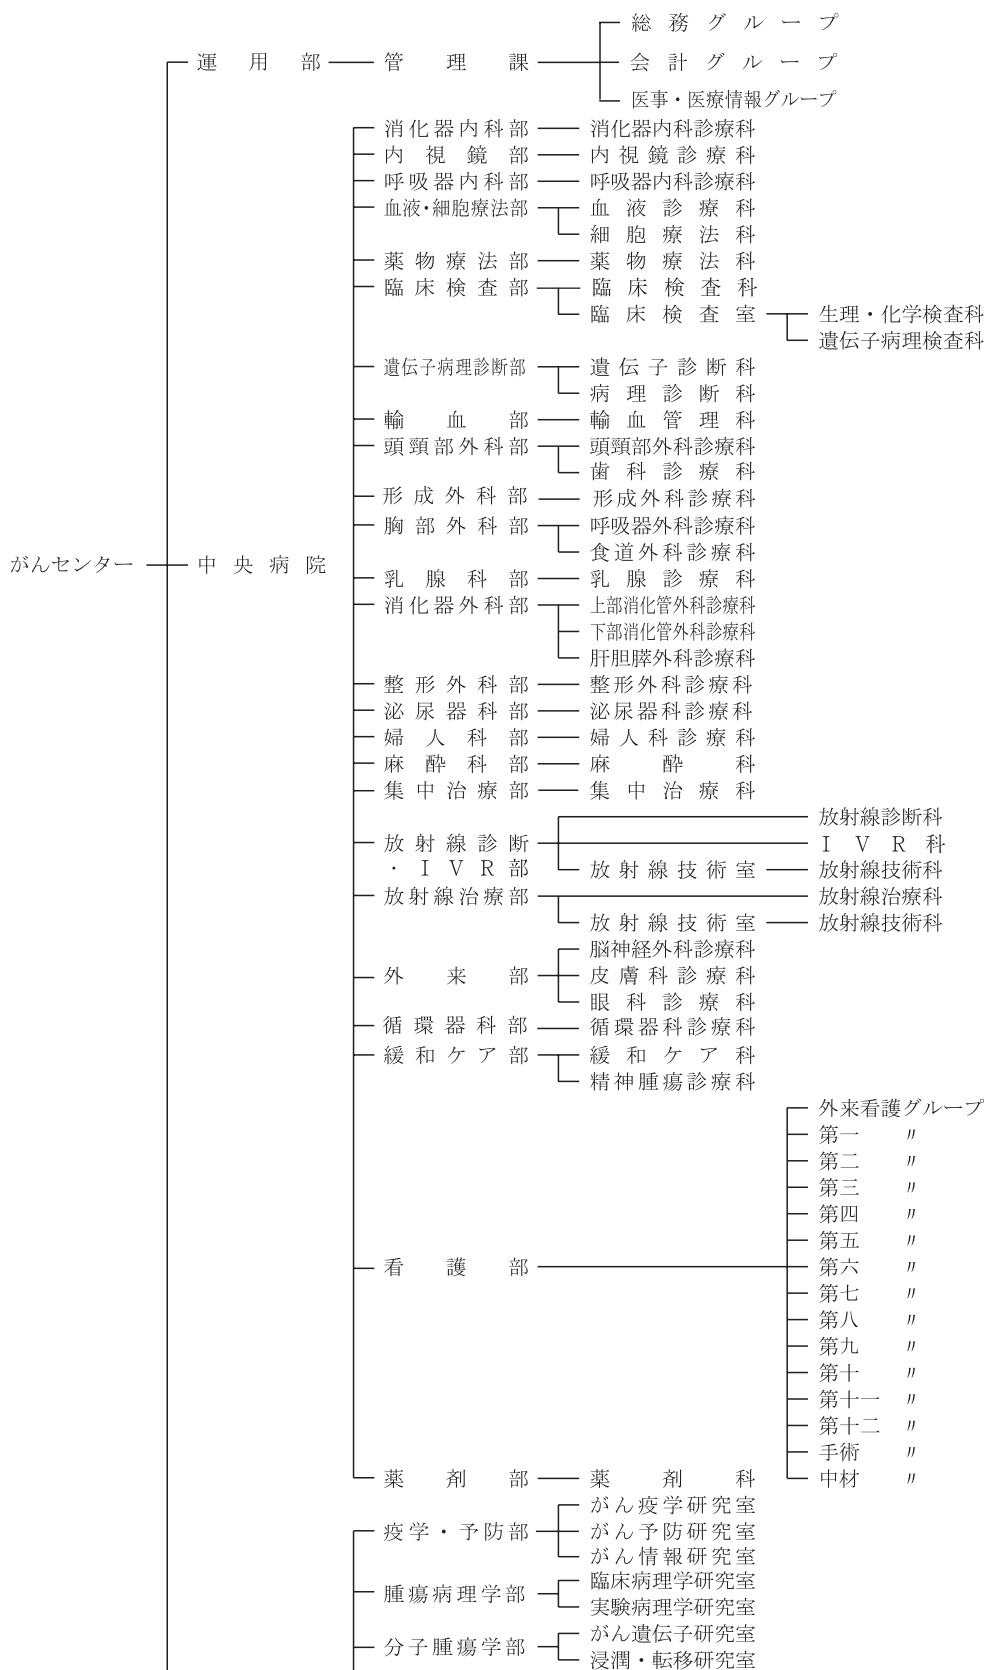 総務グループ
運用部 管理課 会計グループ
医事・医療情報グループ
消化器内科部 消化器内科診療科
内視鏡部 内視鏡診療科
呼吸器内科部 呼吸器内科診療科
血液・細胞療法部 血液診療科
細胞療法科
薬物療法部 薬物療法科
臨床検査部 臨床検査科
臨床検査室 生理・化学検査科
遺伝子病理検査科
遺伝子病理診断部 遺伝子診断科
病理診断科
輸血部 輸血管理科
頭頸部外科部 頭頸部外科診療科
歯科診療科
形成外科部 形成外科診療科
胸部外科部 呼吸器外科診療科
食道外科診療科
がんセンター 中央病院
乳腺科部 乳腺診療科
消化器外科部 上部消化管外科診療科
下部消化管外科診療科
肝胆膵外科診療科
整形外科部 整形外科診療科
泌尿器科部 泌尿器科診療科
婦人科部 婦人科診療科
麻酔科部 麻酔科
集中治療部 集中治療科
放射線診断科
放射線診断 IVR科
・IVR部 放射線技術室 放射線技術科
放射線治療部 放射線治療科
放射線技術室 放射線技術科
脳神経外科診療科
外来部 皮膚科診療科
眼科診療科
循環器科部 循環器科診療科
緩和ケア部 緩和ケア科
精神腫瘍診療科
外来看護グループ
第一 〃
第二 〃
第三 〃
第四 〃
第五 〃
看護部 第六 〃
第七 〃
第八 〃
第九 〃
第十 〃
第十一 〃
第十二 〃
手術 〃
薬剤部 薬剤科 中材 〃
がん疫学研究室
疫学・予防部 がん予防研究室
がん情報研究室
臨床病理学研究室
腫瘍病理学部
実験病理学研究室
がん遺伝子研究室
分子腫瘍学部
浸潤・転移研究室